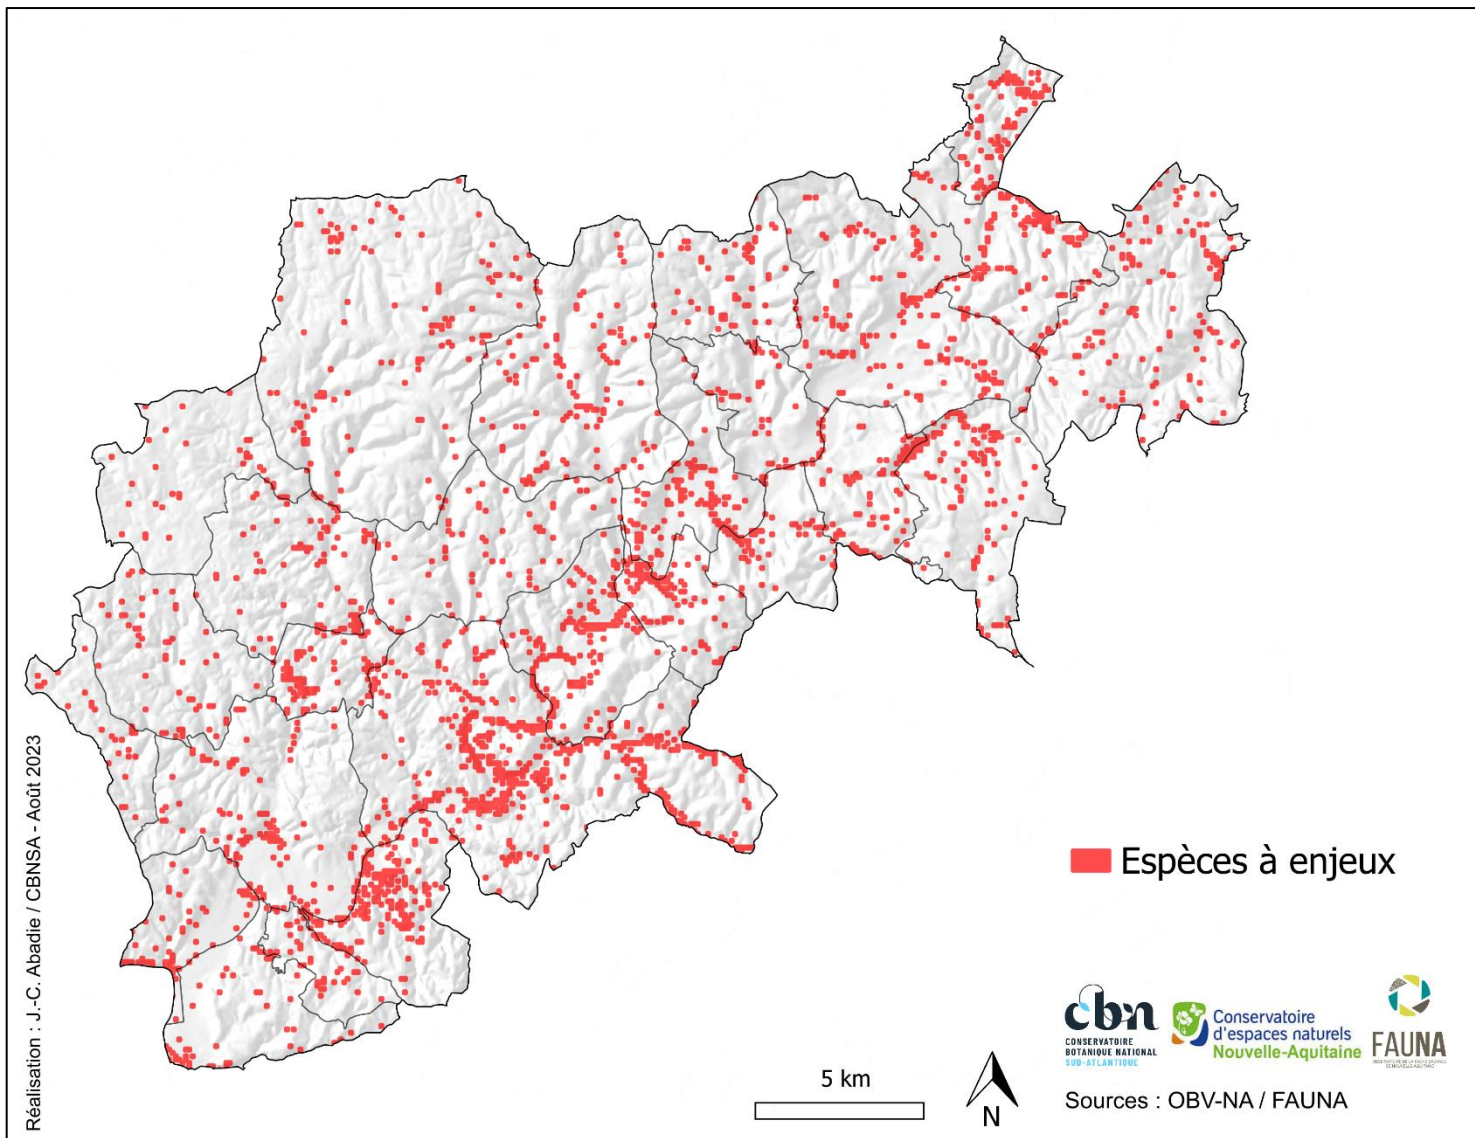 Réalisation : J.-C. Abadie / CBNSA - Août 2023
Espèces à enjeux
cbn
CONSERVATOIRE
BOTANIQUE NATIONAL
SUD-ATLANTIQUE
Conservatoire
d'espaces naturels
Nouvelle-Aquitaine
FAUNA
5 km
N
Sources : OBV-NA / FAUNA